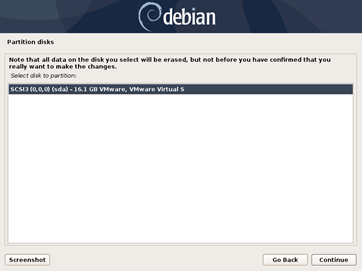 debian
Partition disks
Note that all data on the disk you select will be erased, but not before you have confirmed that you
really want to make the changes.
Select disk to partition:
SCSI3 (0,0,0) (sda) - 16.1 GB VMware, VMware Virtual S
Screenshot
Go Back
Continue